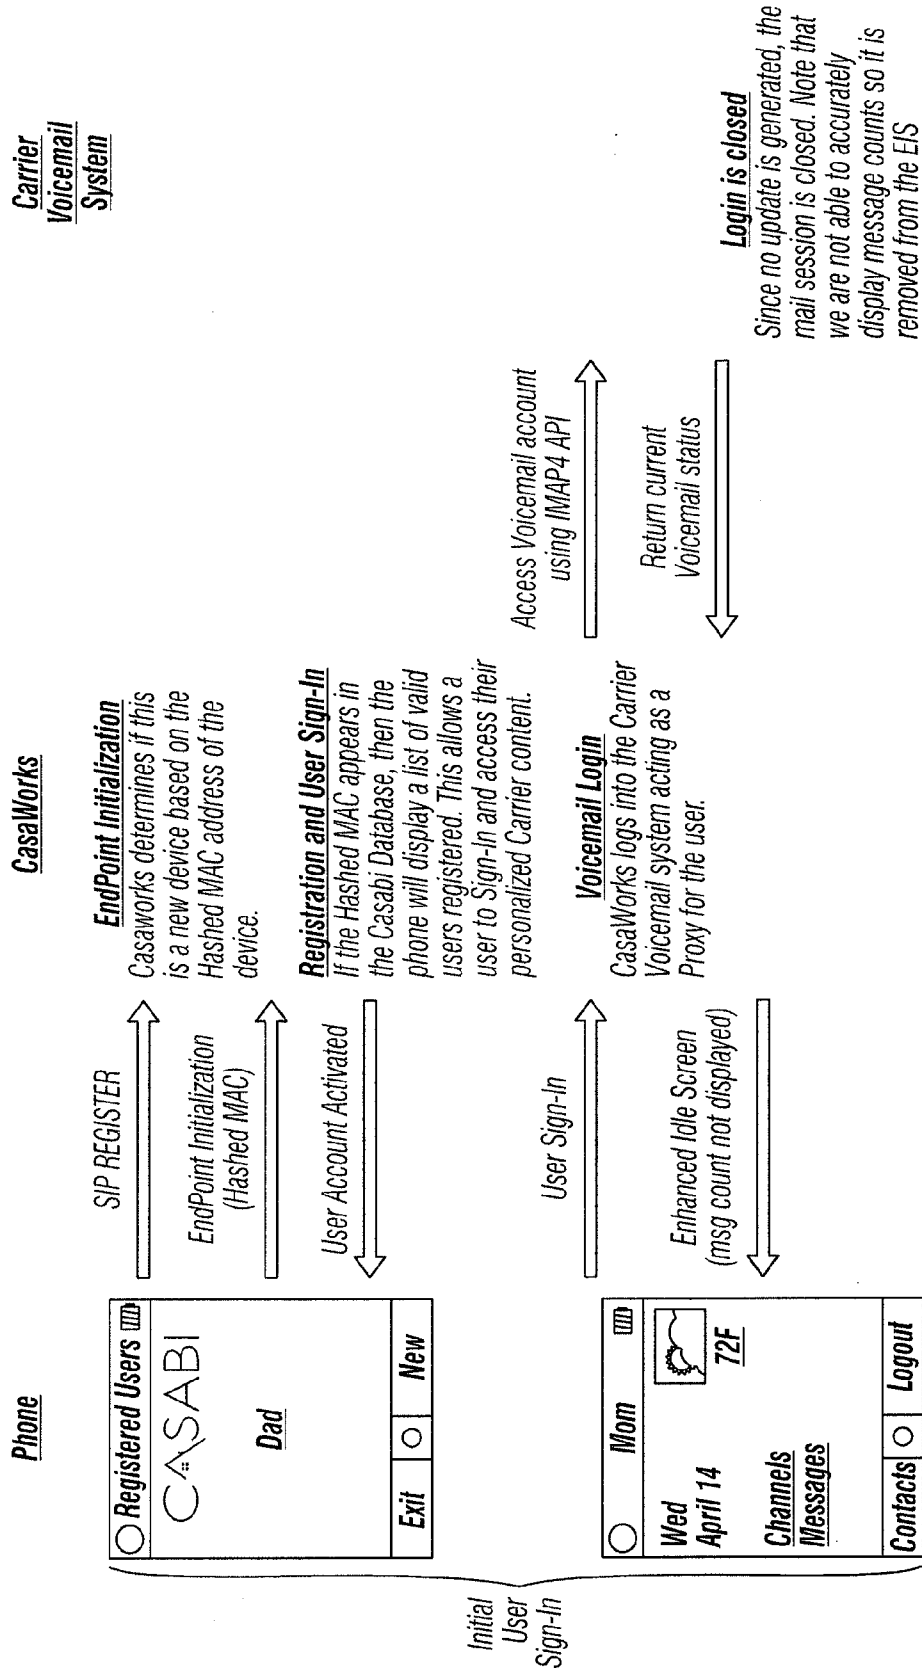 Phone
CasaWorks
Carrier
Voicemail
System
Initial
User
Sign-In
Registered Users
CASABI
Dad
Exit
New
SIP REGISTER
EndPoint Initialization
(Hashed MAC)
User Account Activated
EndPoint Initialization
Casaworks determines if this
is a new device based on the
Hashed MAC address of the
device.
Registration and User Sign-In
If the Hashed MAC appears in
the Casabi Database, then the
phone will display a list of valid
users registered. This allows a
user to Sign-In and access their
personalized Carrier content.
Mom
Wed
April 14
72F
Channels
Messages
Contacts
Logout
User Sign-In
Enhanced Idle Screen
(msg count not displayed)
Voicemail Login
CasaWorks logs into the Carrier
Voicemail system acting as a
Proxy for the user.
Access Voicemail account
using IMAP4 API
Return current
Voicemail status
Login is closed
Since no update is generated, the
mail session is closed. Note that
we are not able to accurately
display message counts so it is
removed from the EIS